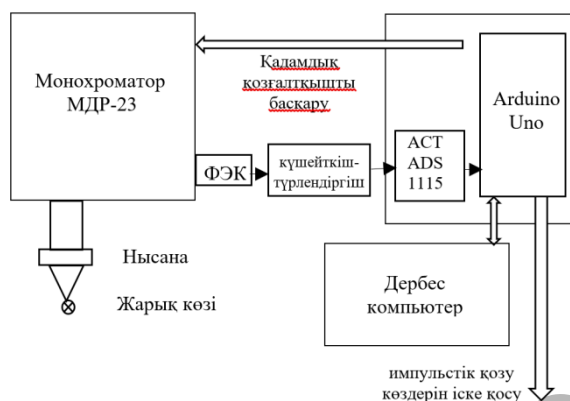 Монохроматор
МДР-23
Қадамдық
қозғалтқышты
басқару
Arduino
Uno
ФЭК
күшейткіш-
түрлендіргіш
АСТ
ADS
1115
Нысана
Жарық көзі
Дербес
компьютер
импульстік қозу
көздерін іске қосу